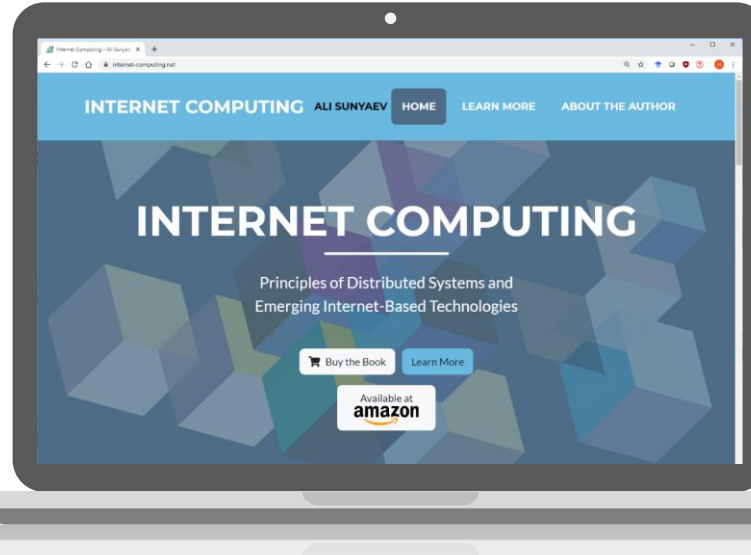 Internet Computing - Ali Sunyaev
internet-computing.net
INTERNET COMPUTING ALI SUNYAEV HOME LEARN MORE ABOUT THE AUTHOR
INTERNET COMPUTING
Principles of Distributed Systems and
Emerging Internet-Based Technologies
Buy the Book Learn More
Available at
amazon